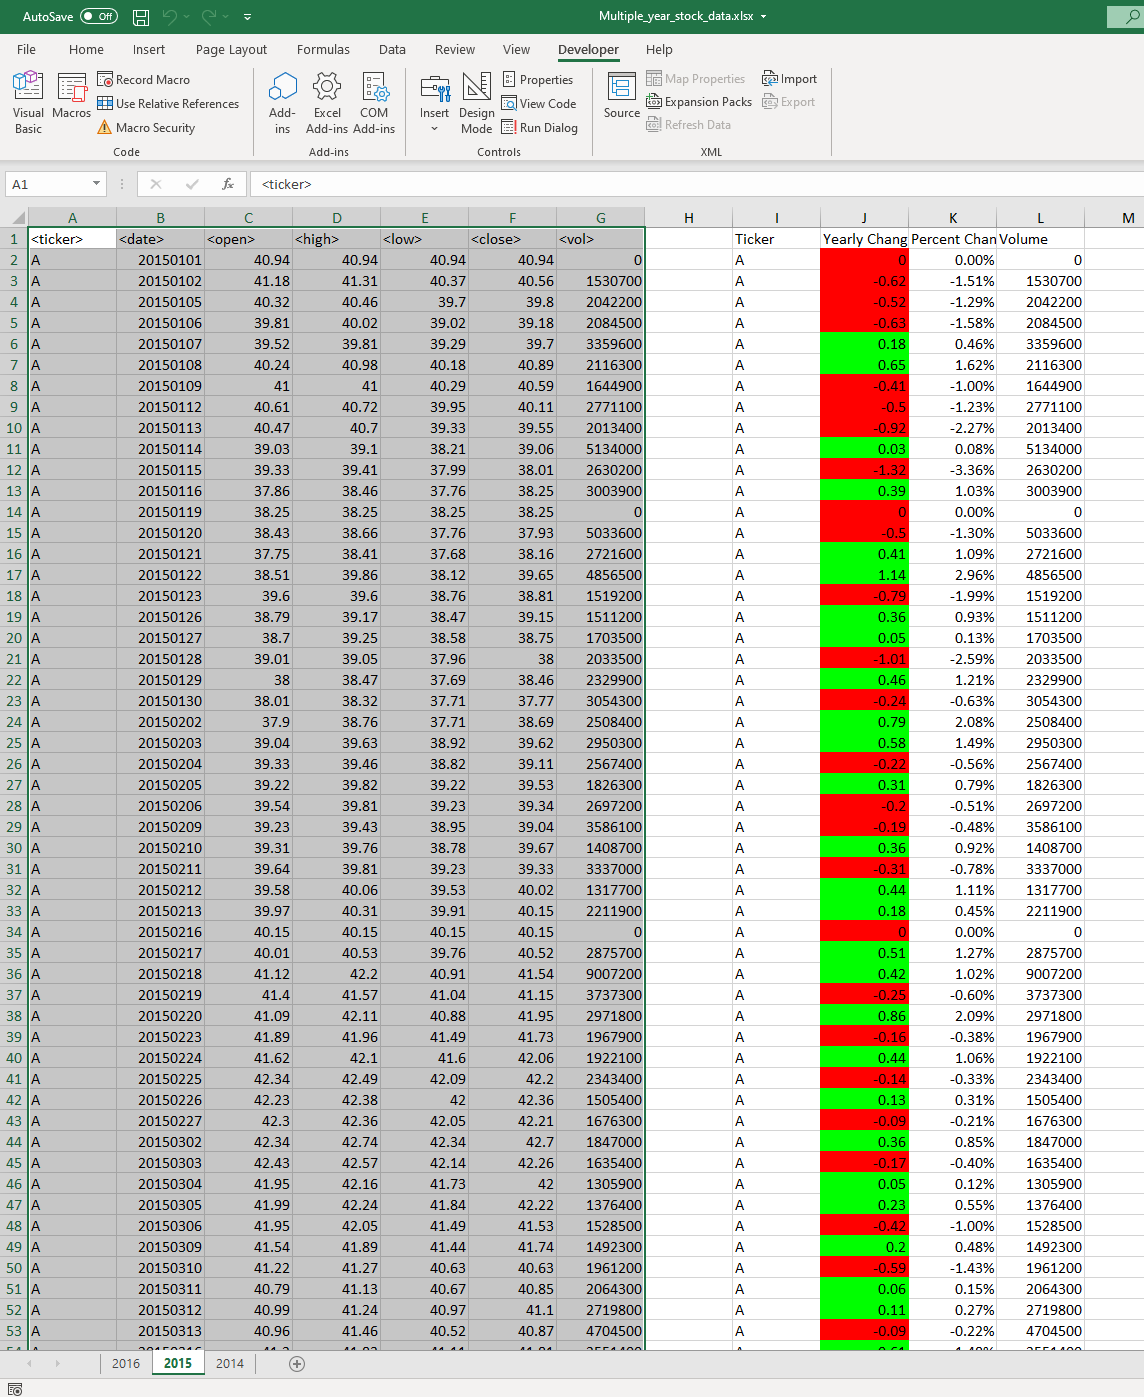 AutoSave Off Multiple_year_stock_data.xlsx
File Home Insert Page Layout Formulas Data Review View Developer Help
Visual Basic Macros Record Macro Use Relative References Macro Security Code
Add-ins Excel Add-ins COM Add-ins Add-ins
Insert Design Mode Properties View Code Run Dialog Controls
Source Map Properties Expansion Packs Refresh Data Import Export XML
A1 fx <ticker>
A B C D E F G H I J K L M
1 <ticker> <date> <open> <high> <low> <close> <vol> Ticker Yearly Chang Percent Chan Volume
2 A 20150101 40.94 40.94 40.94 40.94 0 A 0 0.00% 0
3 A 20150102 41.18 41.31 40.37 40.56 1530700 A -0.62 -1.51% 1530700
4 A 20150105 40.32 40.46 39.7 39.8 2042200 A -0.52 -1.29% 2042200
5 A 20150106 39.81 40.02 39.02 39.18 2084500 A -0.63 -1.58% 2084500
6 A 20150107 39.52 39.81 39.29 39.7 3359600 A 0.18 0.46% 3359600
7 A 20150108 40.24 40.98 40.18 40.89 2116300 A 0.65 1.62% 2116300
8 A 20150109 41 41 40.29 40.59 1644900 A -0.41 -1.00% 1644900
9 A 20150112 40.61 40.72 39.95 40.11 2771100 A -0.5 -1.23% 2771100
10 A 20150113 40.47 40.7 39.33 39.55 2013400 A -0.92 -2.27% 2013400
11 A 20150114 39.03 39.1 38.21 39.06 5134000 A 0.03 0.08% 5134000
12 A 20150115 39.33 39.41 37.99 38.01 2630200 A -1.32 -3.36% 2630200
13 A 20150116 37.86 38.46 37.76 38.25 3003900 A 0.39 1.03% 3003900
14 A 20150119 38.25 38.25 38.25 38.25 0 A 0 0.00% 0
15 A 20150120 38.43 38.66 37.76 37.93 5033600 A -0.5 -1.30% 5033600
16 A 20150121 37.75 38.41 37.68 38.16 2721600 A 0.41 1.09% 2721600
17 A 20150122 38.51 39.86 38.12 39.65 4856500 A 1.14 2.96% 4856500
18 A 20150123 39.6 39.6 38.76 38.81 1519200 A -0.79 -1.99% 1519200
19 A 20150126 38.79 39.17 38.47 39.15 1511200 A 0.36 0.93% 1511200
20 A 20150127 38.7 39.25 38.58 38.75 1703500 A 0.05 0.13% 1703500
21 A 20150128 39.01 39.05 37.96 38 2033500 A -1.01 -2.59% 2033500
22 A 20150129 38 38.47 37.69 38.46 2329900 A 0.46 1.21% 2329900
23 A 20150130 38.01 38.32 37.71 37.77 3054300 A -0.24 -0.63% 3054300
24 A 20150202 37.9 38.76 37.71 38.69 2508400 A 0.79 2.08% 2508400
25 A 20150203 39.04 39.63 38.92 39.62 2950300 A 0.58 1.49% 2950300
26 A 20150204 39.33 39.46 38.82 39.11 2567400 A -0.22 -0.56% 2567400
27 A 20150205 39.22 39.82 39.22 39.53 1826300 A 0.31 0.79% 1826300
28 A 20150206 39.54 39.81 39.23 39.34 2697200 A -0.2 -0.51% 2697200
29 A 20150209 39.23 39.43 38.95 39.04 3586100 A -0.19 -0.48% 3586100
30 A 20150210 39.31 39.76 38.78 39.67 1408700 A 0.36 0.92% 1408700
31 A 20150211 39.64 39.81 39.23 39.33 3337000 A -0.31 -0.78% 3337000
32 A 20150212 39.58 40.06 39.53 40.02 1317700 A 0.44 1.11% 1317700
33 A 20150213 39.97 40.31 39.91 40.15 2211900 A 0.18 0.45% 2211900
34 A 20150216 40.15 40.15 40.15 40.15 0 A 0 0.00% 0
35 A 20150217 40.01 40.53 39.76 40.52 2875700 A 0.51 1.27% 2875700
36 A 20150218 41.12 42.2 40.91 41.54 9007200 A 0.42 1.02% 9007200
37 A 20150219 41.4 41.57 41.04 41.15 3737300 A -0.25 -0.60% 3737300
38 A 20150220 41.09 42.11 40.88 41.95 2971800 A 0.86 2.09% 2971800
39 A 20150223 41.89 41.96 41.49 41.73 1967900 A -0.16 -0.38% 1967900
40 A 20150224 41.62 42.1 41.6 42.06 1922100 A 0.44 1.06% 1922100
41 A 20150225 42.34 42.49 42.09 42.2 2343400 A -0.14 -0.33% 2343400
42 A 20150226 42.23 42.38 42 42.36 1505400 A 0.13 0.31% 1505400
43 A 20150227 42.3 42.36 42.05 42.21 1676300 A -0.09 -0.21% 1676300
44 A 20150302 42.34 42.74 42.34 42.7 1847000 A 0.36 0.85% 1847000
45 A 20150303 42.43 42.57 42.14 42.26 1635400 A -0.17 -0.40% 1635400
46 A 20150304 41.95 42.16 41.73 42 1305900 A 0.05 0.12% 1305900
47 A 20150305 41.99 42.24 41.84 42.22 1376400 A 0.23 0.55% 1376400
48 A 20150306 41.95 42.05 41.49 41.53 1528500 A -0.42 -1.00% 1528500
49 A 20150309 41.54 41.89 41.44 41.74 1492300 A 0.2 0.48% 1492300
50 A 20150310 41.22 41.27 40.63 40.63 1961200 A -0.59 -1.43% 1961200
51 A 20150311 40.79 41.13 40.67 40.85 2064300 A 0.06 0.15% 2064300
52 A 20150312 40.99 41.24 40.97 41.1 2719800 A 0.11 0.27% 2719800
53 A 20150313 40.96 41.46 40.52 40.87 4704500 A -0.09 -0.22% 4704500
2016 2015 2014